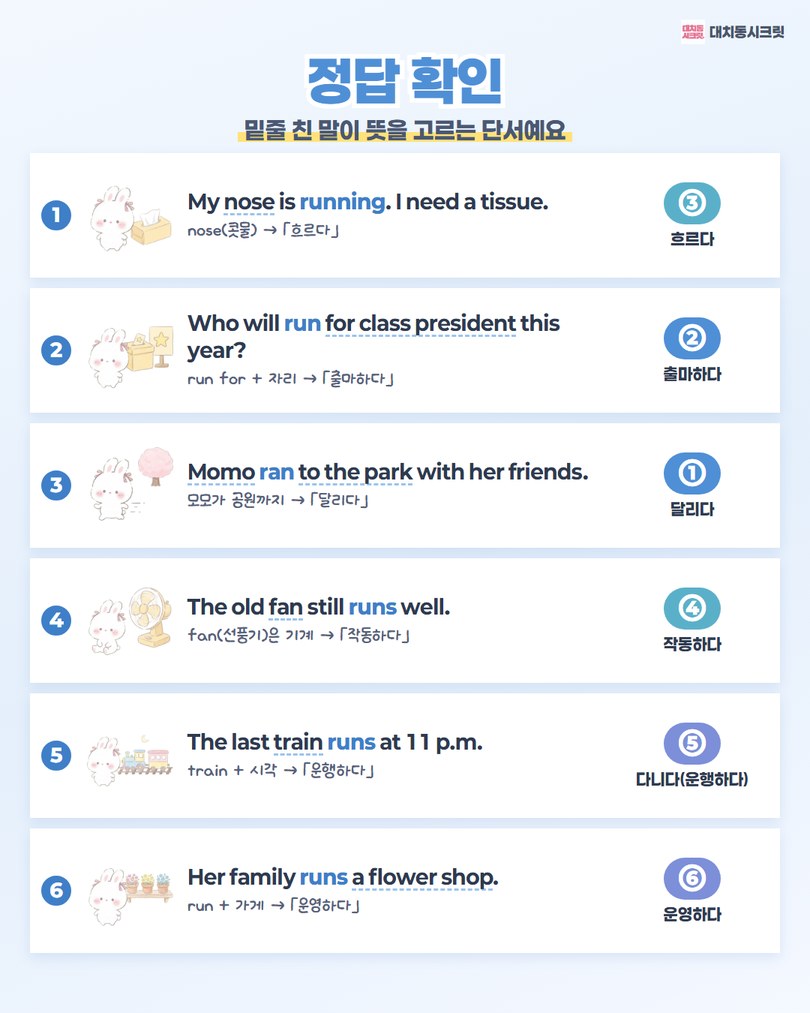 대치동
시크릿
대치동시크릿
정답 확인
밑줄 친 말이 뜻을 고르는 단서예요
1
My nose is running. I need a tissue.
nose(콧물) → 「흐르다」
③
흐르다
2
Who will run for class president this
year?
run for + 자리 → 「출마하다」
②
출마하다
3
Momo ran to the park with her friends.
모모가 공원까지 → 「달리다」
①
달리다
4
The old fan still runs well.
fan(선풍기)은 기계 → 「작동하다」
④
작동하다
5
The last train runs at 11 p.m.
train + 시각 → 「운행하다」
⑤
다니다(운행하다)
6
Her family runs a flower shop.
run + 가게 → 「운영하다」
⑥
운영하다